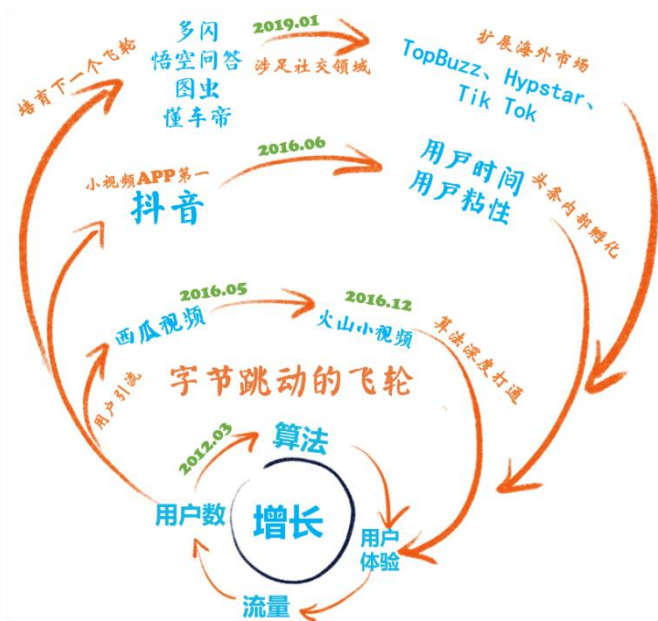 2019.01
多闪
悟空问答
图虫
懂车帝
涉足社交领域
扩展海外市场
TopBuzz、Hypstar、
Tik Tok
培育下一个飞轮
2016.06
小视频APP第一
抖音
用户时间
用户粘性
头条内部孵化
2016.05
西瓜视频
2016.12
火山小视频
算法深度打通
用户引流
字节跳动的飞轮
2012.03
算法
用户数
增长
用户
体验
流量